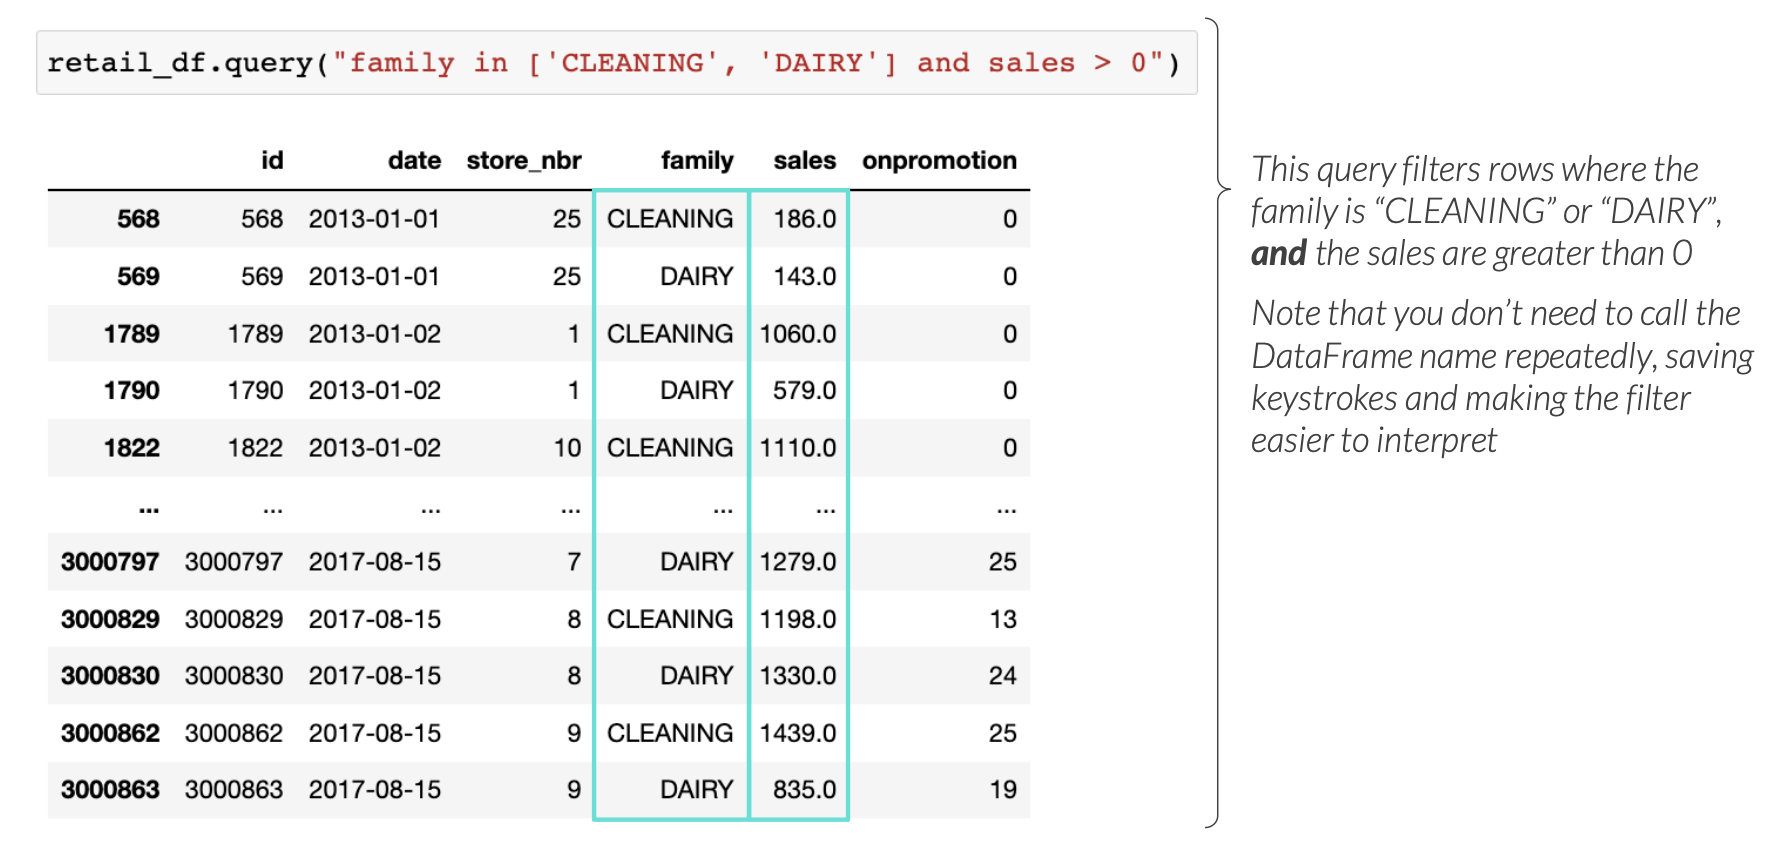 retail_df.query("family in ['CLEANING', 'DAIRY'] and sales > 0")
id date store_nbr family sales onpromotion
568 568 2013-01-01 25 CLEANING 186.0 0
569 569 2013-01-01 25 DAIRY 143.0 0
1789 1789 2013-01-02 1 CLEANING 1060.0 0
1790 1790 2013-01-02 1 DAIRY 579.0 0
1822 1822 2013-01-02 10 CLEANING 1110.0 0
... ... ... ... ... ... ...
3000797 3000797 2017-08-15 7 DAIRY 1279.0 25
3000829 3000829 2017-08-15 8 CLEANING 1198.0 13
3000830 3000830 2017-08-15 8 DAIRY 1330.0 24
3000862 3000862 2017-08-15 9 CLEANING 1439.0 25
3000863 3000863 2017-08-15 9 DAIRY 835.0 19
This query filters rows where the
family is “CLEANING” or “DAIRY”,
and the sales are greater than 0
Note that you don’t need to call the
DataFrame name repeatedly, saving
keystrokes and making the filter
easier to interpret